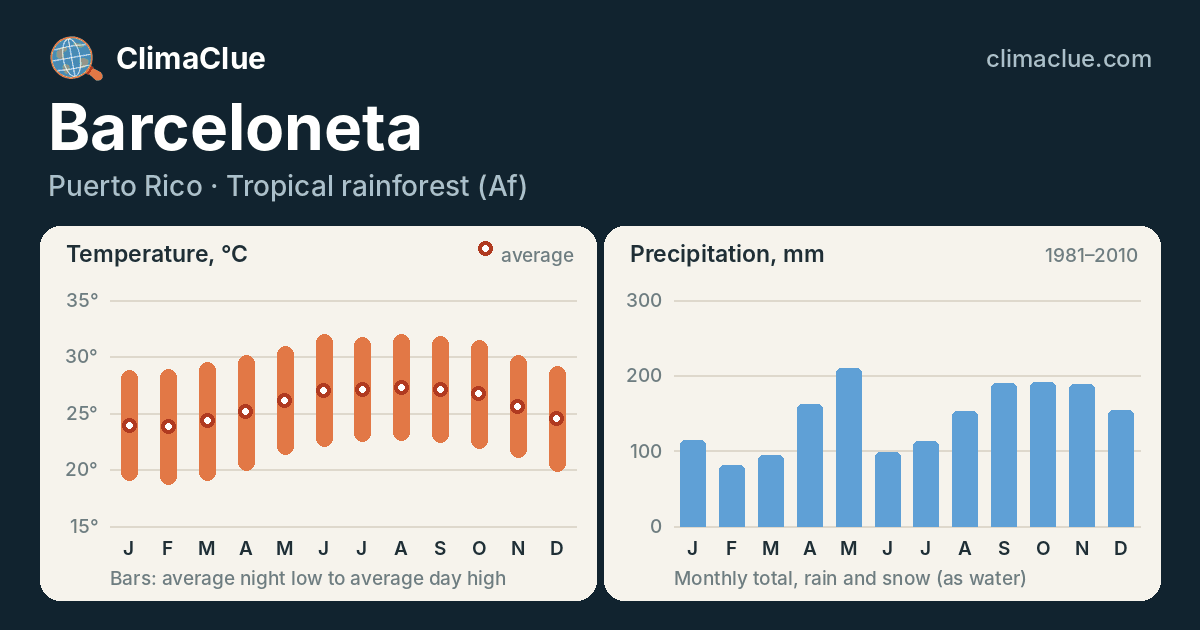 ClimaClue
climaclue.com
Barceloneta
Puerto Rico · Tropical rainforest (Af)
Temperature, °C
average
35°
30°
25°
20°
15°
J F M A M J J A S O N D
Bars: average night low to average day high
Precipitation, mm
1981–2010
300
200
100
0
J F M A M J J A S O N D
Monthly total, rain and snow (as water)